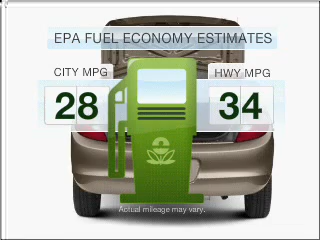 EPA FUEL ECONOMY ESTIMATES
CITY MPG
HWY MPG
28
34
Actual mileage may vary.